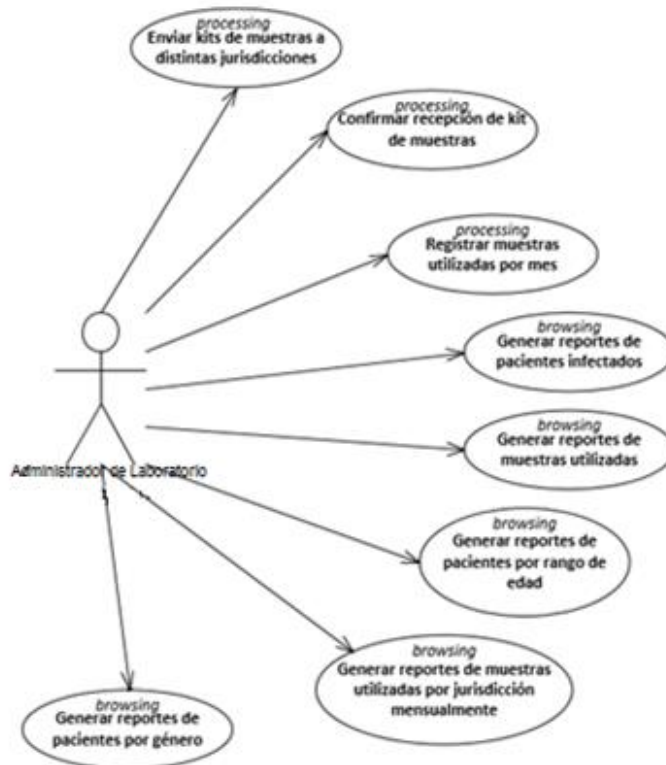 processing
Enviar kits de muestras a
distintas jurisdicciones
processing
Confirmar recepción de kit
de muestras
processing
Registrar muestras
utilizadas por mes
browsing
Generar reportes de
pacientes infectados
browsing
Generar reportes de
muestras utilizadas
Administrador de Laboratorio
browsing
Generar reportes de
pacientes por rango de
edad
browsing
Generar reportes de muestras
utilizadas por jurisdicción
mensualmente
browsing
Generar reportes de
pacientes por género